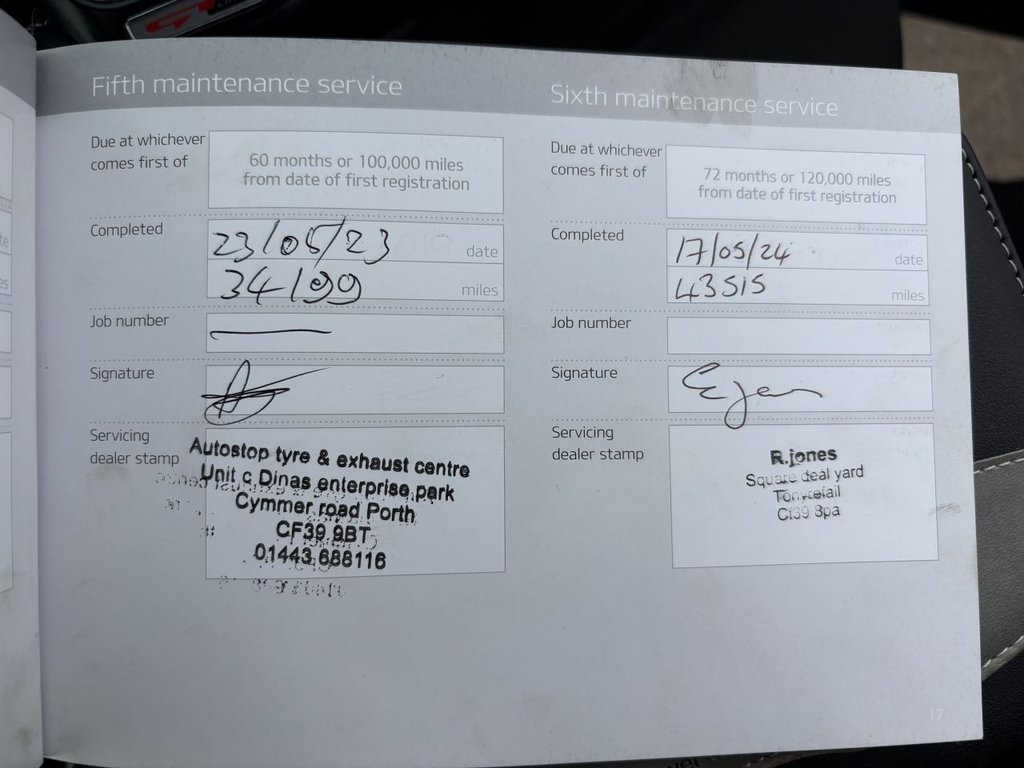 GT
Fifth maintenance service
Due at whichever
comes first of
60 months or 100,000 miles
from date of first registration
Completed
23/05/23
date
34199
miles
Job number
Signature
Servicing
dealer stamp
Autostop tyre & exhaust centre
Unit c Dinas enterprise park
Cymmer road Porth
CF39 9BT
01443 688116
Sixth maintenance service
Due at whichever
comes first of
72 months or 120,000 miles
from date of first registration
Completed
17/05/24
date
43515
miles
Job number
Signature
Servicing
dealer stamp
R.jones
Square deal yard
Tonyrefail
Cf39 8pa
17